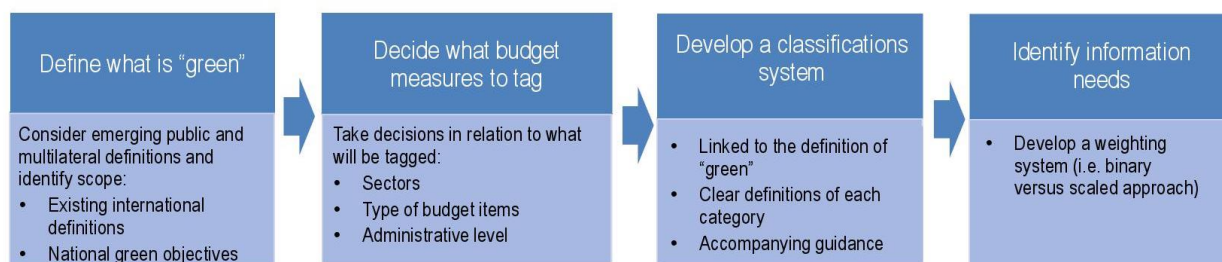 Define what is “green”
Consider emerging public and
multilateral definitions and
identify scope:
• Existing international
definitions
• National green objectives
Decide what budget
measures to tag
Take decisions in relation to what
will be tagged:
• Sectors
• Type of budget items
• Administrative level
Develop a classifications
system
• Linked to the definition of
“green”
• Clear definitions of each
category
• Accompanying guidance
Identify information
needs
• Develop a weighting
system (i.e. binary
versus scaled approach)